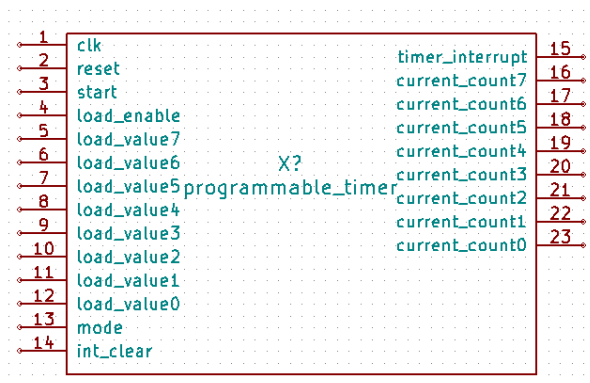 1 clk
2 reset
3 start
4 load_enable
5 load_value7
6 load_value6
7 load_value5
8 load_value4
9 load_value3
10 load_value2
11 load_value1
12 load_value0
13 mode
14 int_clear
X?
programmable_timer
timer_interrupt 15
current_count7 16
current_count6 17
current_count5 18
current_count4 19
current_count3 20
current_count2 21
current_count1 22
current_count0 23